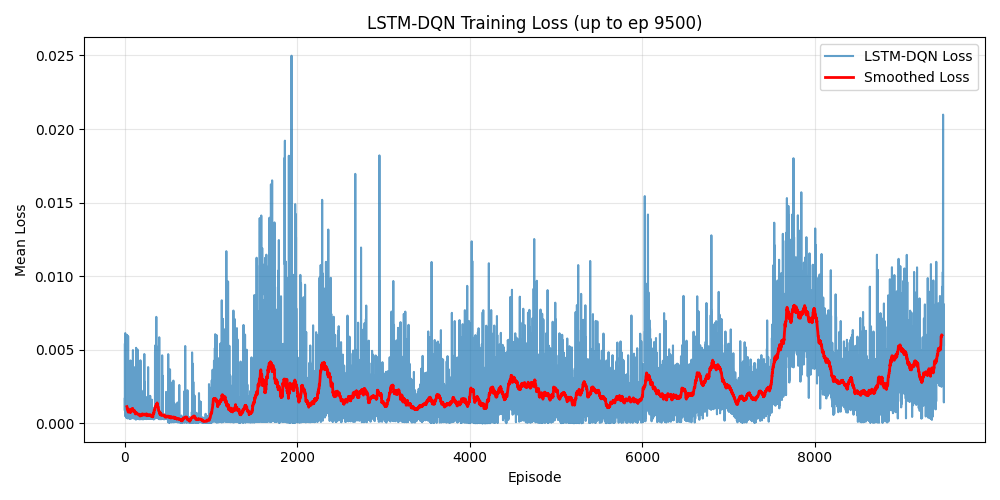 LSTM-DQN Training Loss (up to ep 9500)
LSTM-DQN Loss
Smoothed Loss
0.025
0.020
0.015
0.010
0.005
0.000
Mean Loss
0 2000 4000 6000 8000
Episode